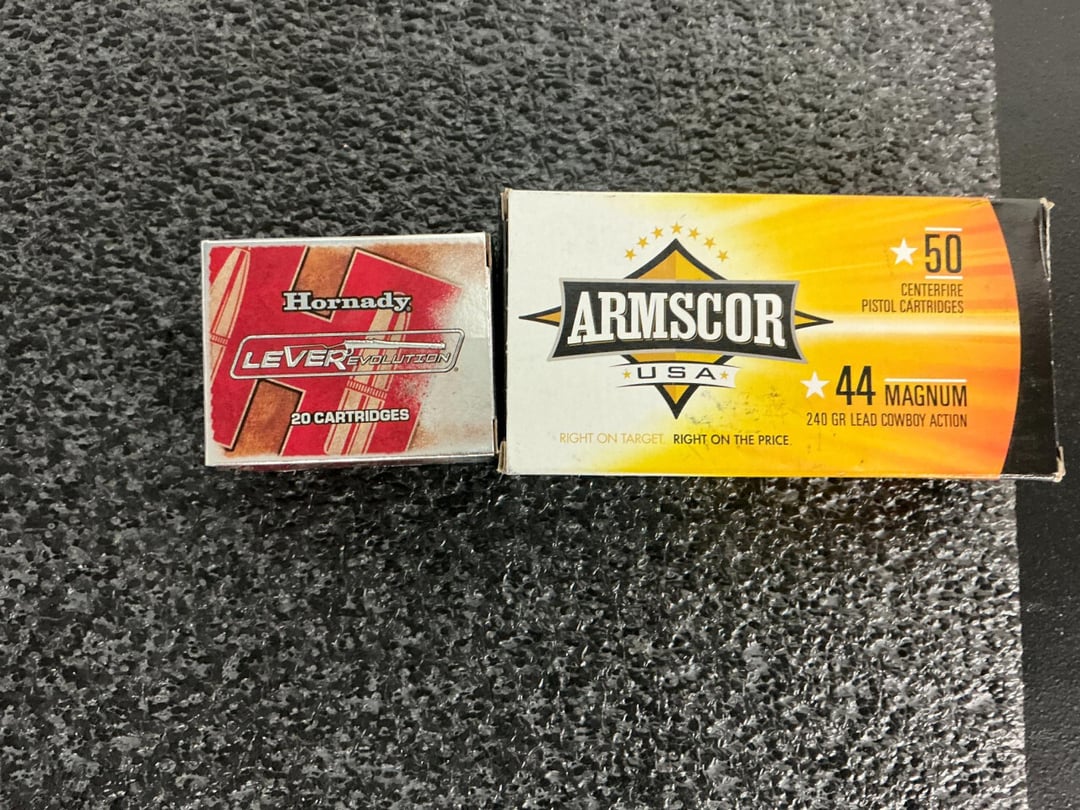 Hornady®
LEVERevolution®
20 CARTRIDGES
ARMSCOR
USA
50
CENTERFIRE
PISTOL CARTRIDGES
44 MAGNUM
240 GR LEAD COWBOY ACTION
RIGHT ON TARGET. RIGHT ON THE PRICE.